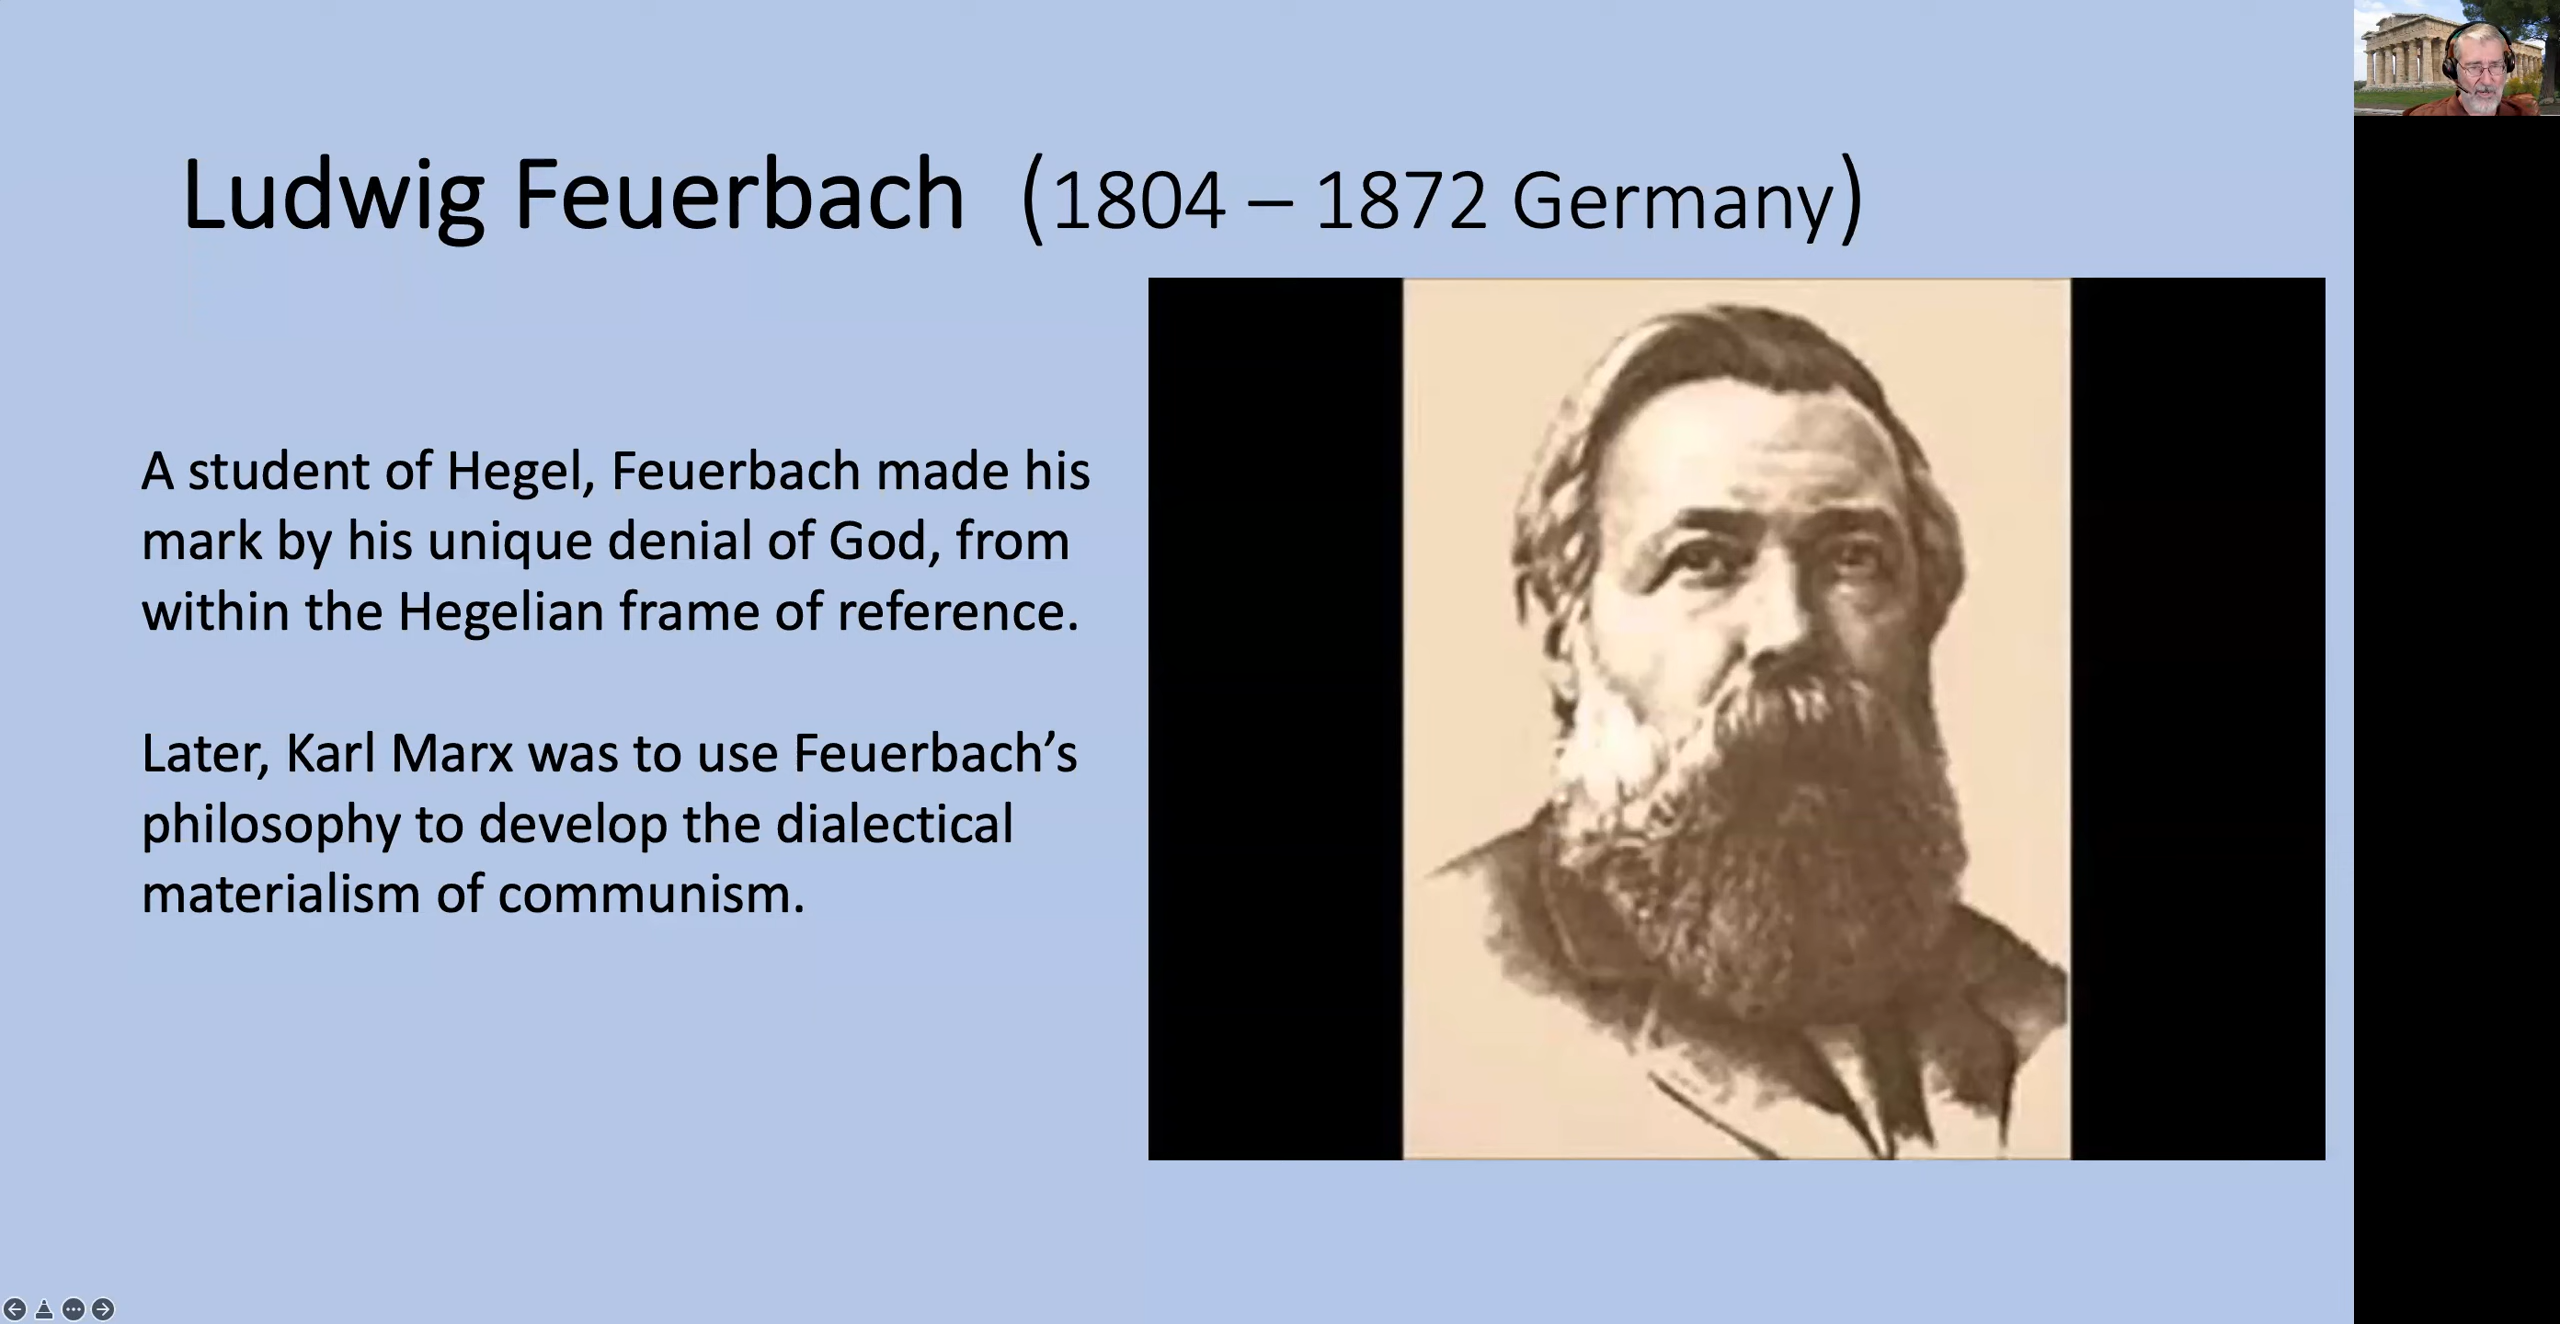 Ludwig Feuerbach (1804 – 1872 Germany)
A student of Hegel, Feuerbach made his
mark by his unique denial of God, from
within the Hegelian frame of reference.
Later, Karl Marx was to use Feuerbach’s
philosophy to develop the dialectical
materialism of communism.